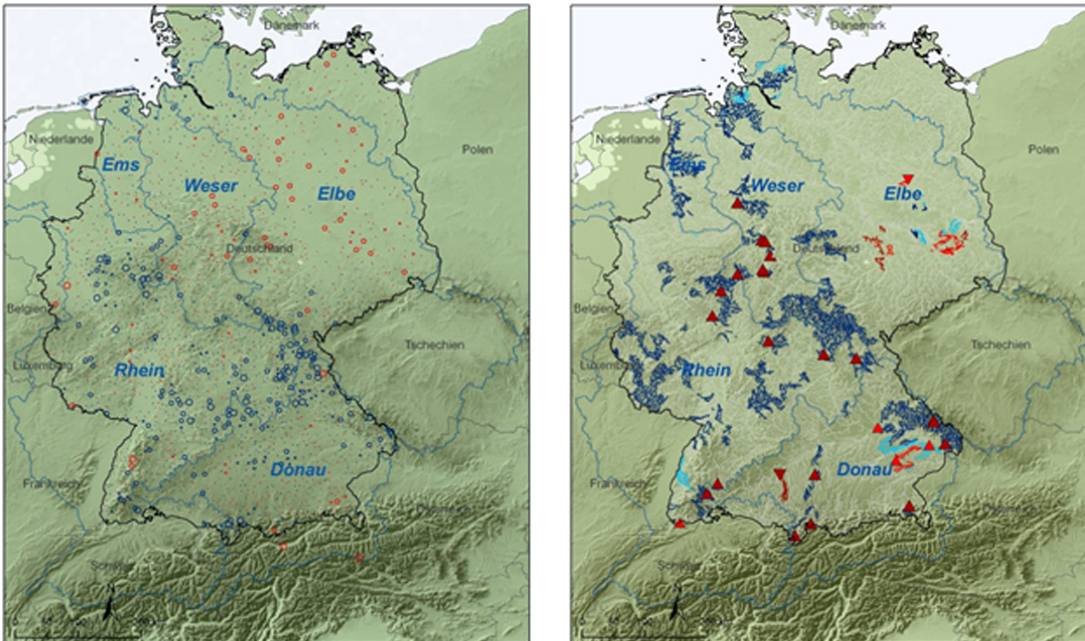 Dänemark
Niederlande
Polen
Ems
Weser
Elbe
Deutschland
Belgien
Tschechien
Luxemburg
Rhein
Donau
Frankreich
Schweiz
Dänemark
Niederlande
Polen
Ems
Weser
Elbe
Deutschland
Belgien
Tschechien
Luxemburg
Rhein
Donau
Frankreich